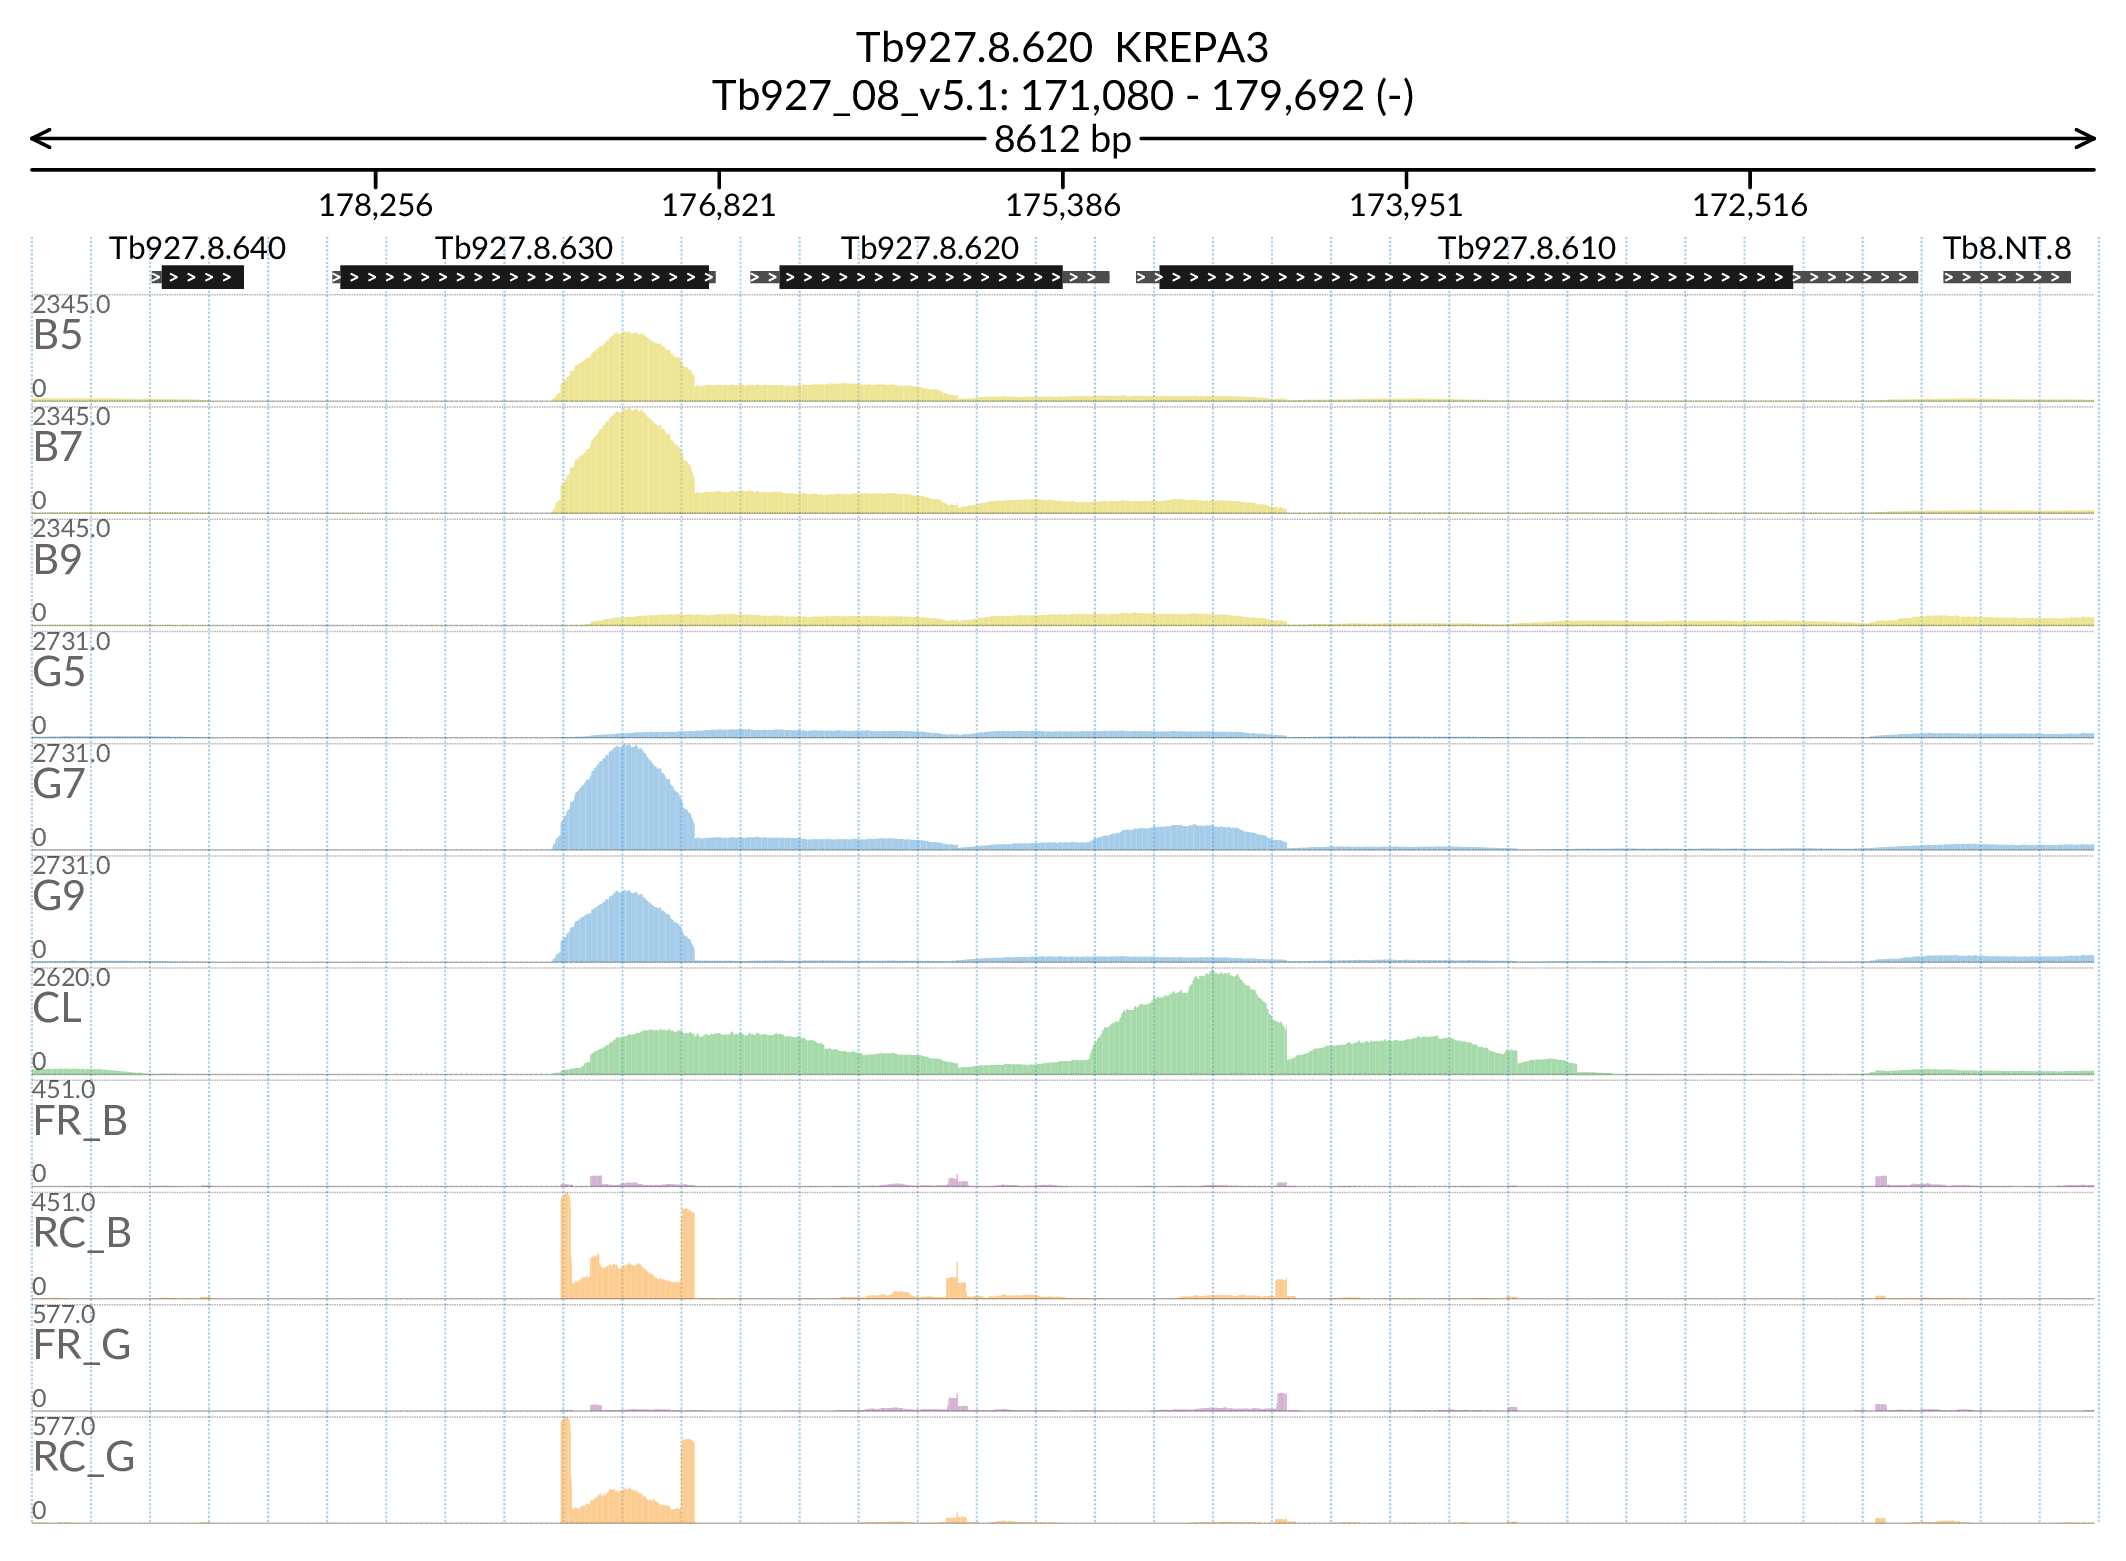 Tb927.8.620 KREPA3
Tb927_08_v5.1: 171,080 - 179,692 (-)
8612 bp
178,256 176,821 175,386 173,951 172,516
Tb927.8.640 Tb927.8.630 Tb927.8.620 Tb927.8.610 Tb8.NT.8
2345.0
B5
0
2345.0
B7
0
2345.0
B9
0
2731.0
G5
0
2731.0
G7
0
2731.0
G9
0
2620.0
CL
0
451.0
FR_B
0
451.0
RC_B
0
577.0
FR_G
0
577.0
RC_G
0